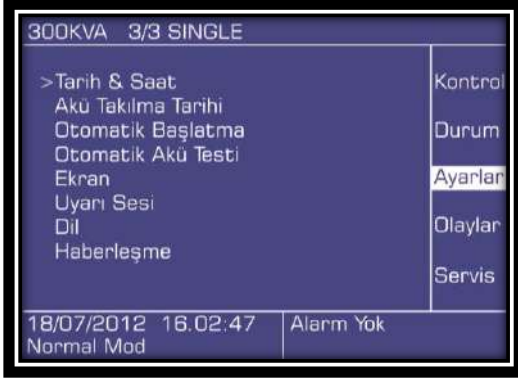 300KVA 3/3 SINGLE
>Tarih & Saat
Akü Takılma Tarihi
Otomatik Başlatma
Otomatik Akü Testi
Ekran
Uyarı Sesi
Dil
Haberleşme
Kontrol
Durum
Ayarlar
Olaylar
Servis
18/07/2012 16.02:47
Normal Mod
Alarm Yok